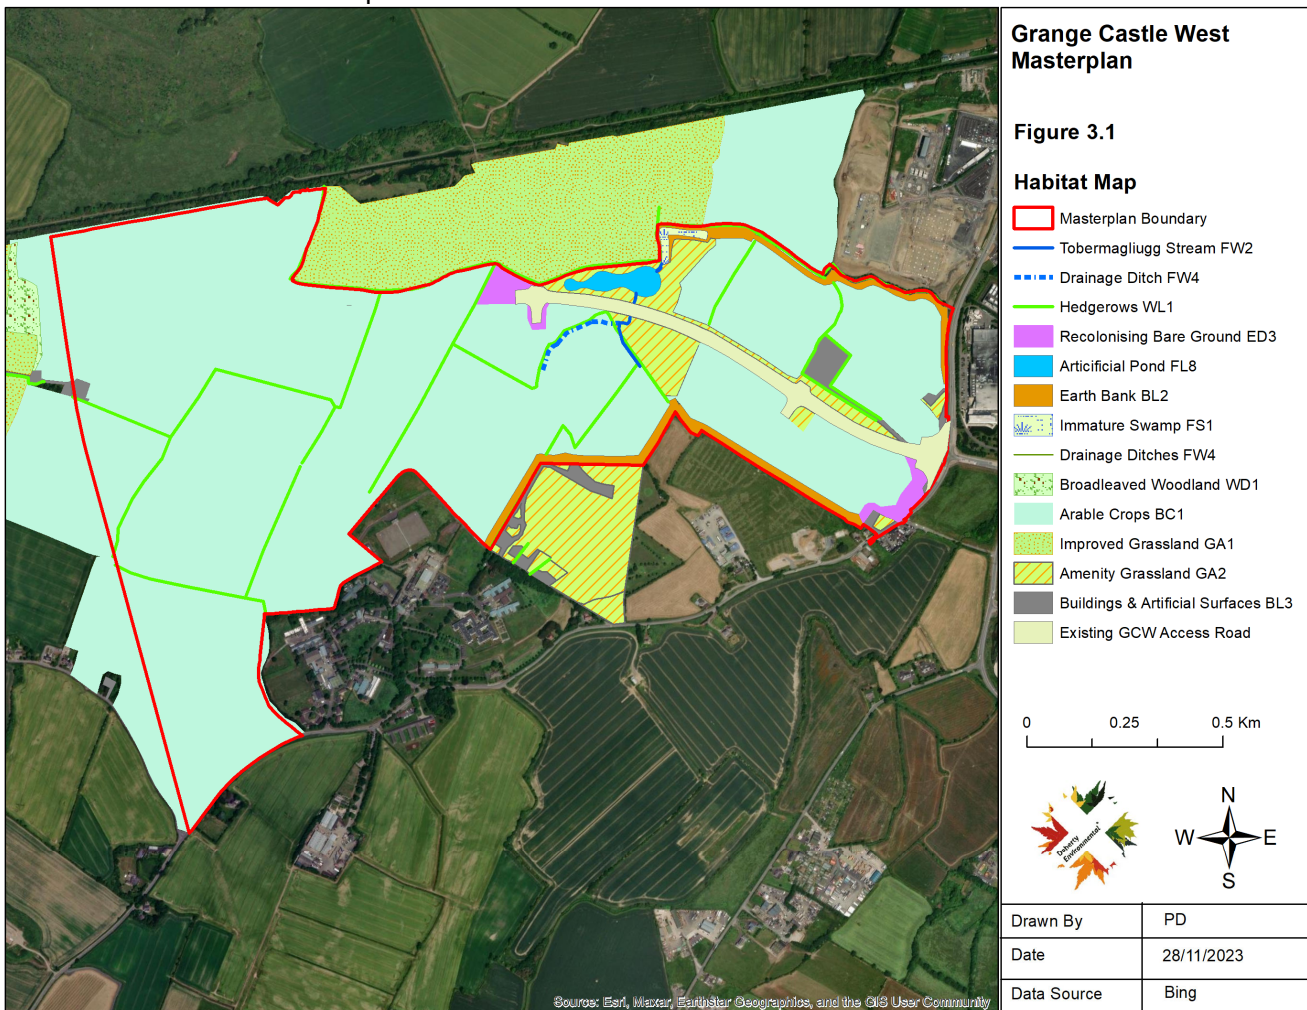 Grange Castle West
Masterplan
Figure 3.1
Habitat Map
Masterplan Boundary
Tobermagliugg Stream FW2
Drainage Ditch FW4
Hedgerows WL1
Recolonising Bare Ground ED3
Articificial Pond FL8
Earth Bank BL2
Immature Swamp FS1
Drainage Ditches FW4
Broadleaved Woodland WD1
Arable Crops BC1
Improved Grassland GA1
Amenity Grassland GA2
Buildings & Artificial Surfaces BL3
Existing GCW Access Road
0 0.25 0.5 Km
Doherty
Environmental
N
W E
S
Drawn By PD
Date 28/11/2023
Data Source Bing
Source: Esri, Maxar, Earthstar Geographics, and the GIS User Community